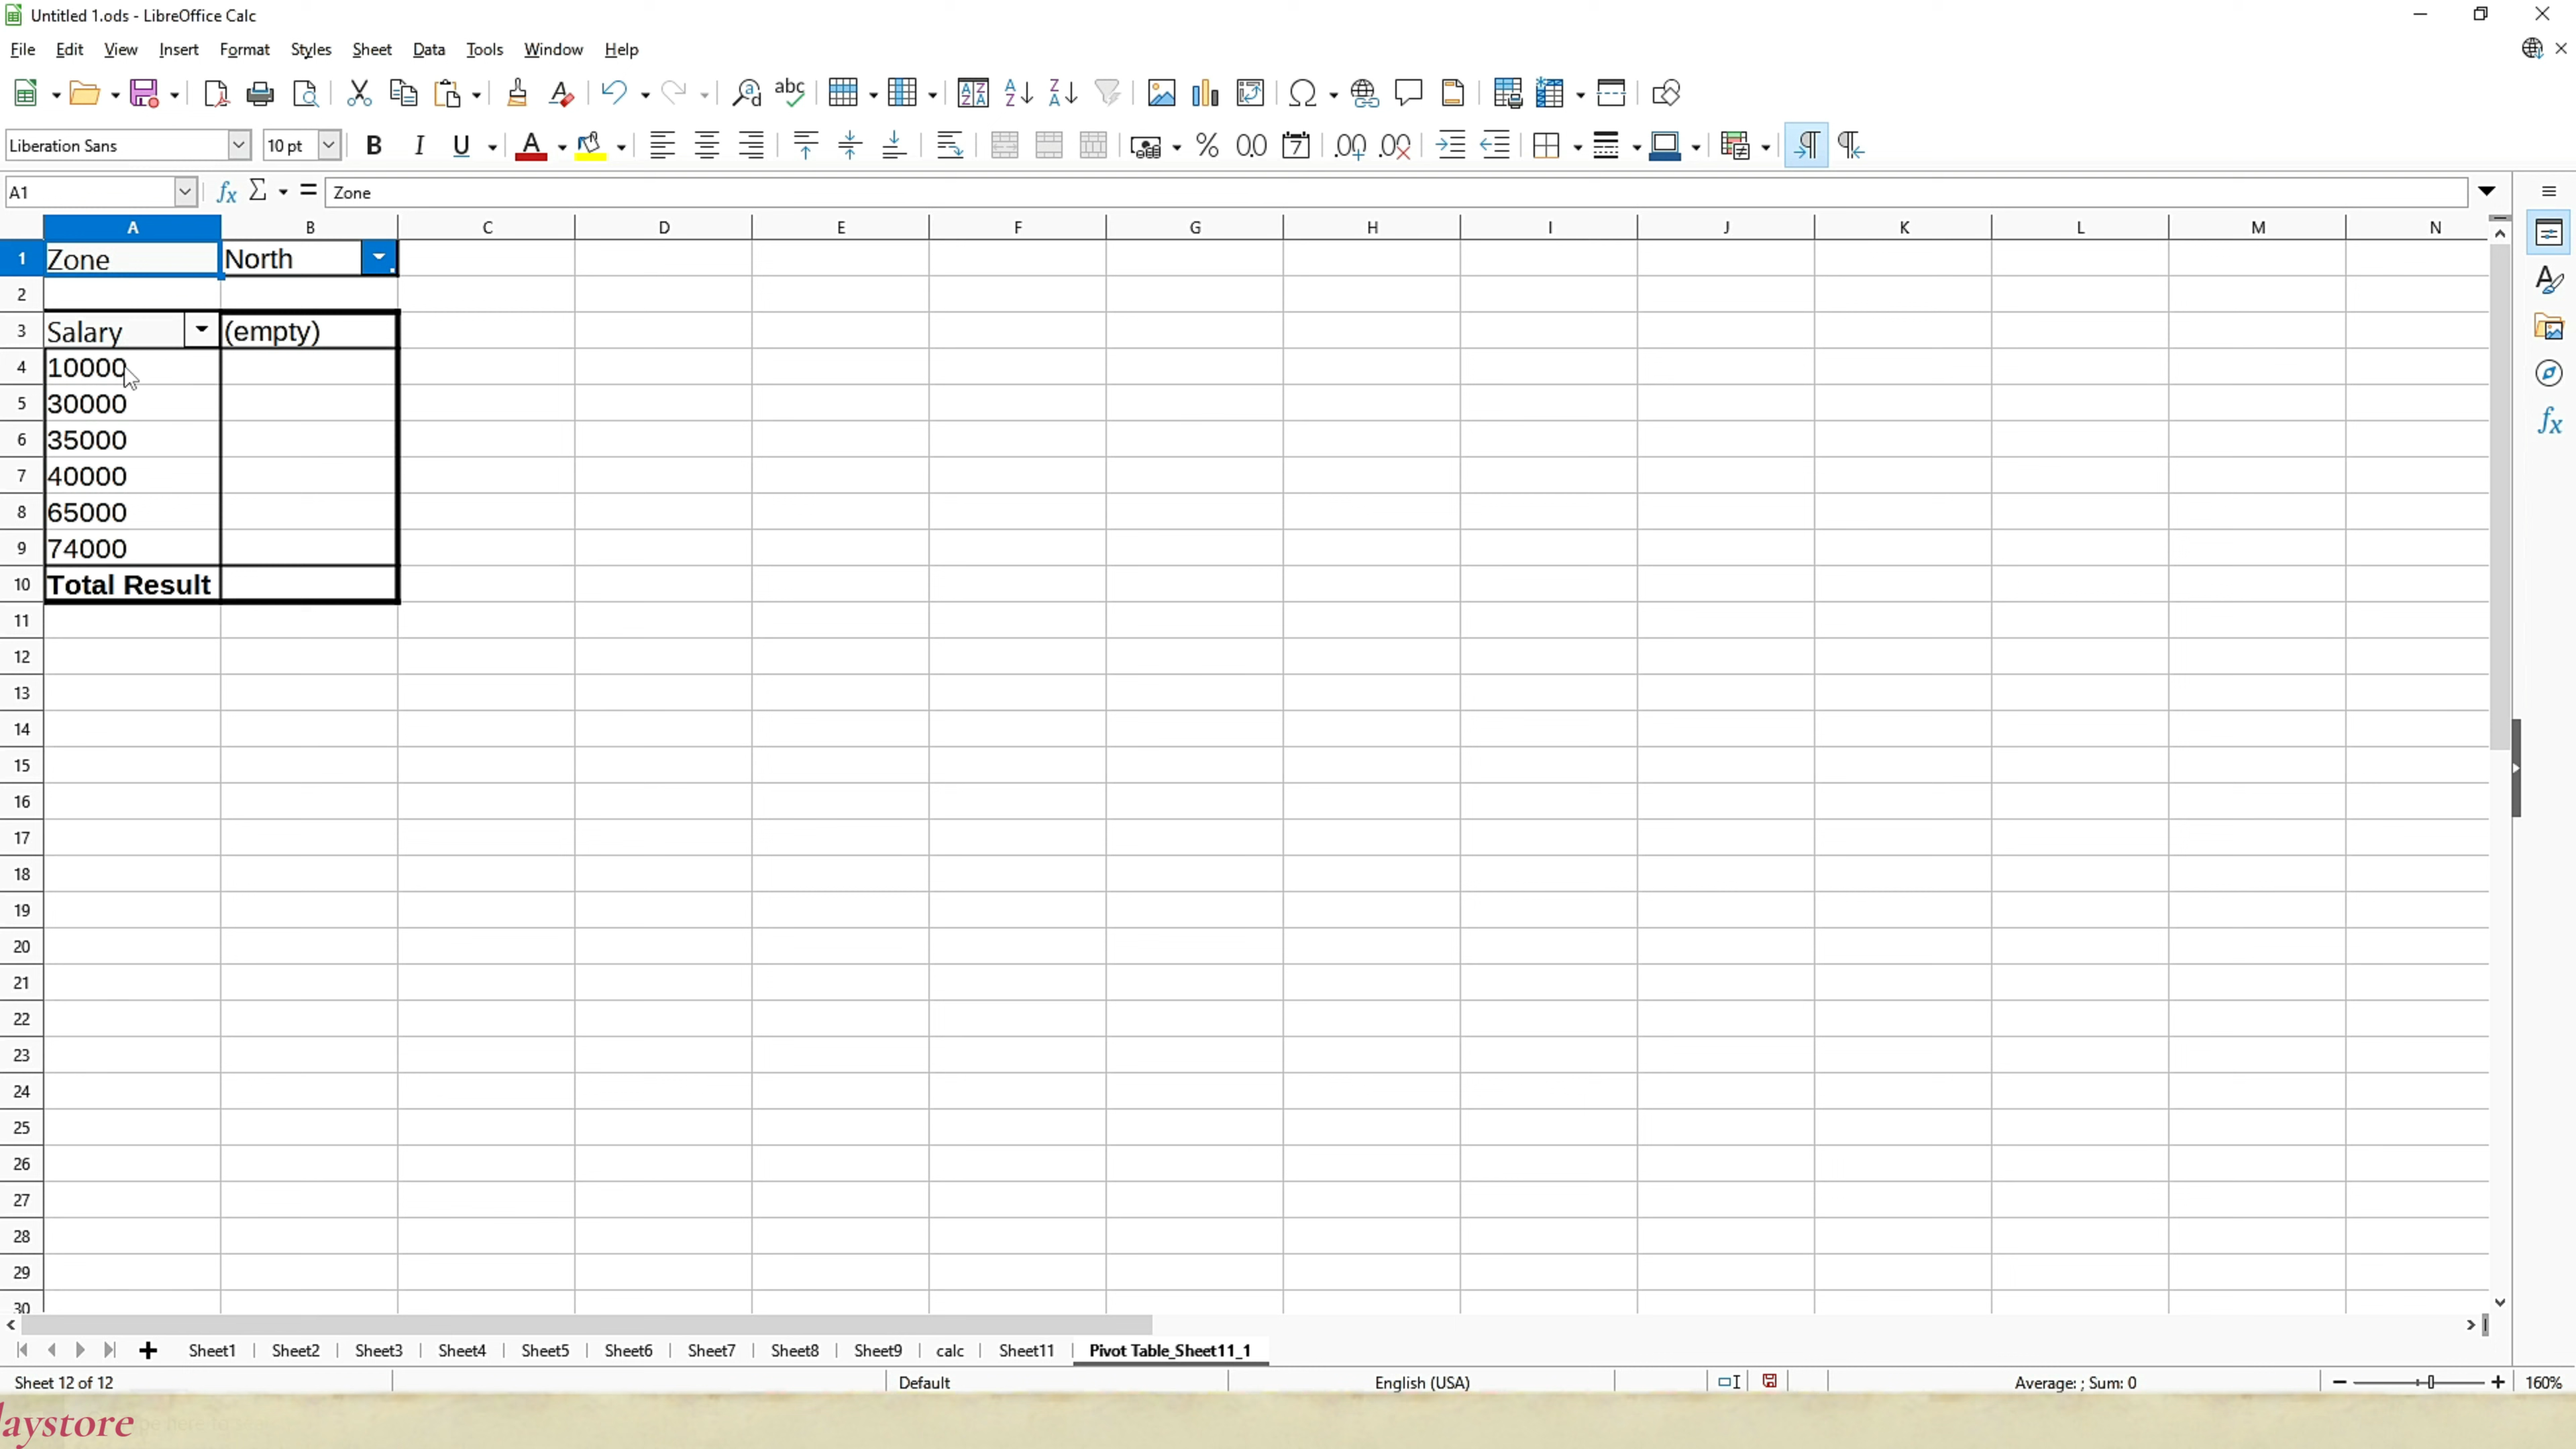 Untitled 1.ods - LibreOffice Calc
File Edit View Insert Format Styles Sheet Data Tools Window Help
Liberation Sans 10 pt
A1 Zone
A B C D E F G H I J K L M N
1 Zone North
2
3 Salary (empty)
4 10000
5 30000
6 35000
7 40000
8 65000
9 74000
10 Total Result
11
12
13
14
15
16
17
18
19
20
21
22
23
24
25
26
27
28
29
30
Sheet1 Sheet2 Sheet3 Sheet4 Sheet5 Sheet6 Sheet7 Sheet8 Sheet9 calc Sheet11 Pivot Table_Sheet11_1
Sheet 12 of 12 Default English (USA) Average: ; Sum: 0 160%
laystore